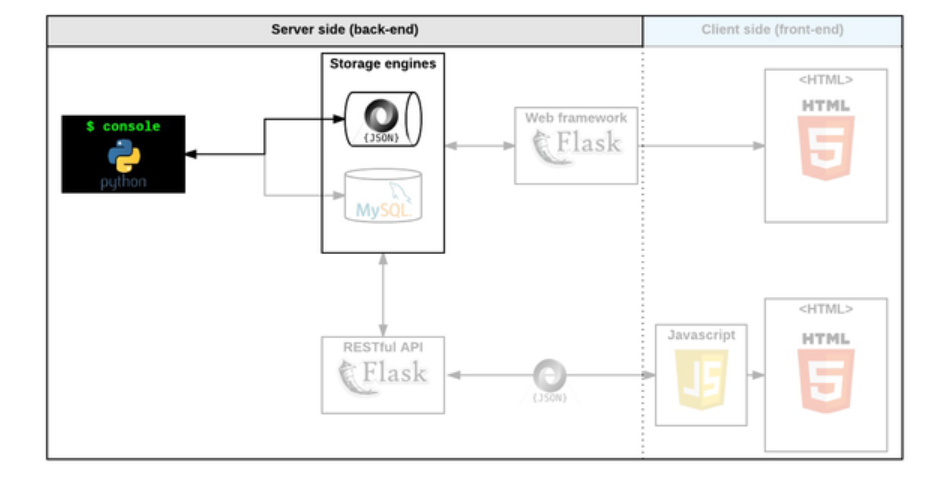 Server side (back-end)
Client side (front-end)
Storage engines
$ console
python
{JSON}
MySQL
Web framework
Flask
<HTML>
HTML
5
RESTful API
Flask
{JSON}
Javascript
JS
<HTML>
HTML
5